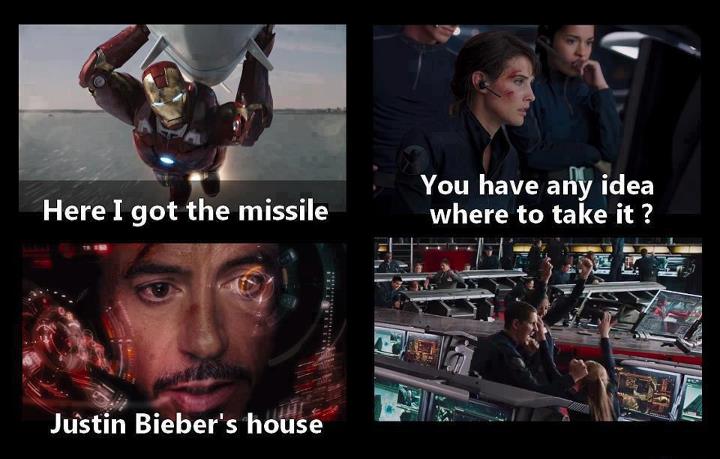 Here I got the missile
You have any idea
where to take it ?
Justin Bieber's house